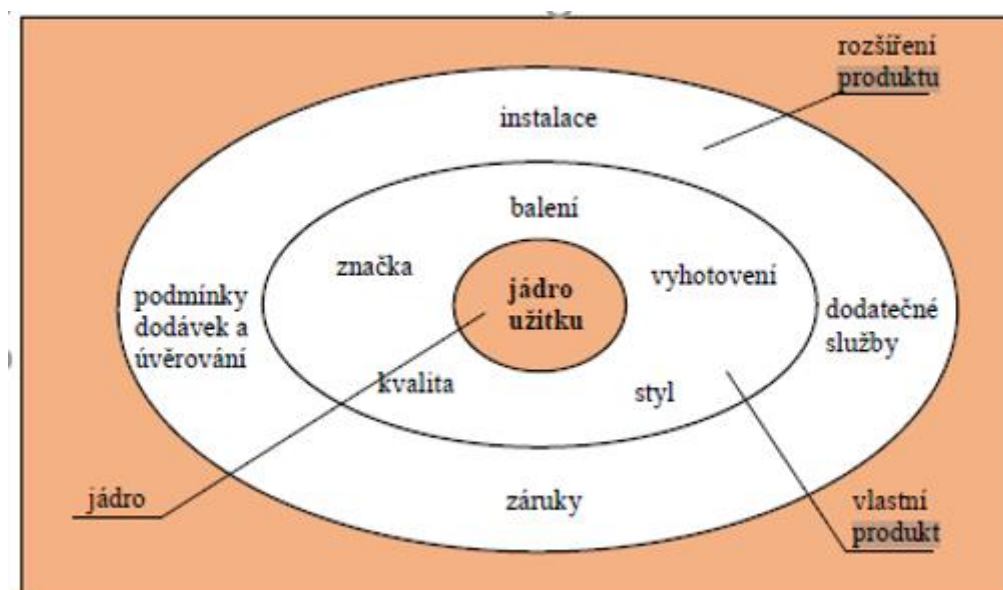 rozšíření
produktu
instalace
balení
značka
vyhotovení
jádro
užitku
podmínky
dodávek a
úvěrování
dodatečné
služby
kvalita
styl
jádro
záruky
vlastní
produkt